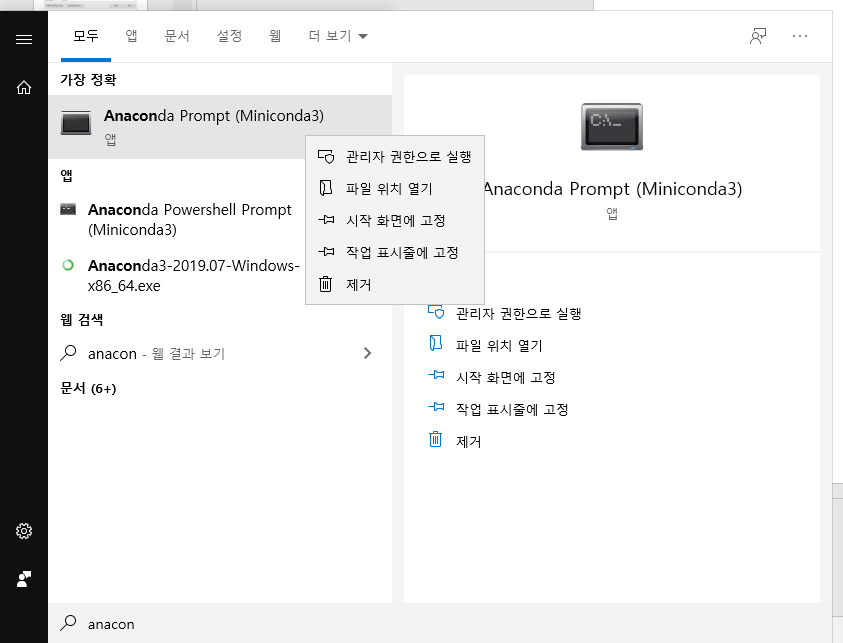 모두 앱 문서 설정 웹 더 보기
가장 정확
Anaconda Prompt (Miniconda3)
앱
앱
Anaconda Powershell Prompt
(Miniconda3)
Anaconda3-2019.07-Windows-
x86_64.exe
웹 검색
anacon - 웹 결과 보기
문서 (6+)
관리자 권한으로 실행
파일 위치 열기
시작 화면에 고정
작업 표시줄에 고정
제거
C:\_
Anaconda Prompt (Miniconda3)
앱
관리자 권한으로 실행
파일 위치 열기
시작 화면에 고정
작업 표시줄에 고정
제거
anacon